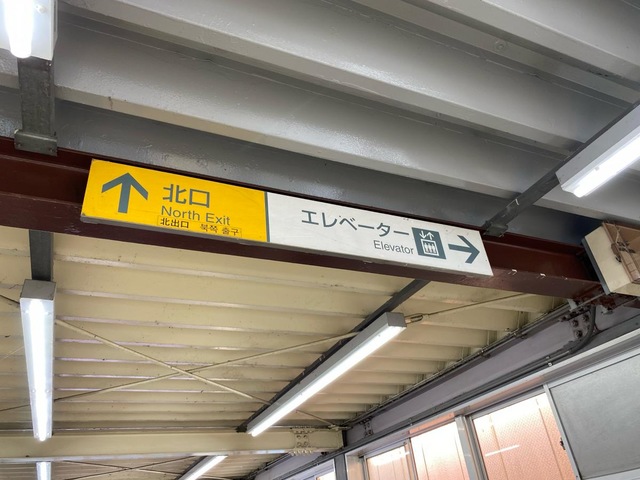 北口
North Exit
北出口 북쪽 출구
エレベーター
Elevator